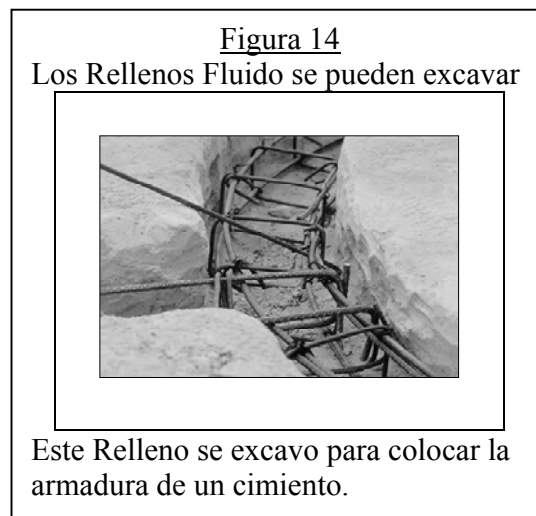 Figura 14
Los Rellenos Fluido se pueden excavar
Este Relleno se excavo para colocar la
armadura de un cimiento.